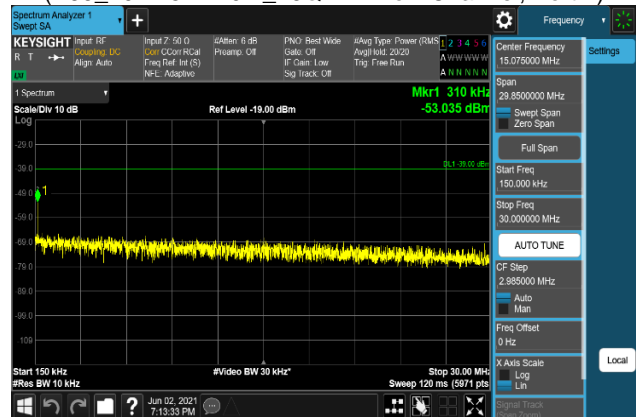 Spectrum Analyzer 1
Swept SA
+
Frequency
KEYSIGHT
R T
LXI
Input: RF
Coupling: DC
Align: Auto
Input Z: 50 Ω
Corr CCorr RCal
Freq Ref: Int (S)
NFE: Adaptive
#Atten: 6 dB
Preamp: Off
PNO: Best Wide
Gate: Off
IF Gain: Low
Sig Track: Off
#Avg Type: Power (RMS
Avg|Hold: 20/20
Trig: Free Run
1 2 3 4 5 6
A WW WW W
A N N N N N
1 Spectrum
Mkr1 310 kHz
Scale/Div 10 dB
Ref Level -19.00 dBm
-53.035 dBm
Log
DL1 -39.00 dBm
-29.0
-39.0
-49.0
1
-59.0
-69.0
-79.0
-89.0
-99.0
-109
Start 150 kHz
#Video BW 30 kHz*
Stop 30.00 MHz
#Res BW 10 kHz
Sweep 120 ms (5971 pts
?
Jun 02, 2021
7:13:33 PM
Center Frequency
15.075000 MHz
Settings
Span
29.8500000 MHz
Swept Span
Zero Span
Full Span
Start Freq
150.000 kHz
Stop Freq
30.000000 MHz
AUTO TUNE
CF Step
2.985000 MHz
Auto
Man
Freq Offset
0 Hz
X Axis Scale
Log
Lin
Local
Signal Track
(Span Zoom)